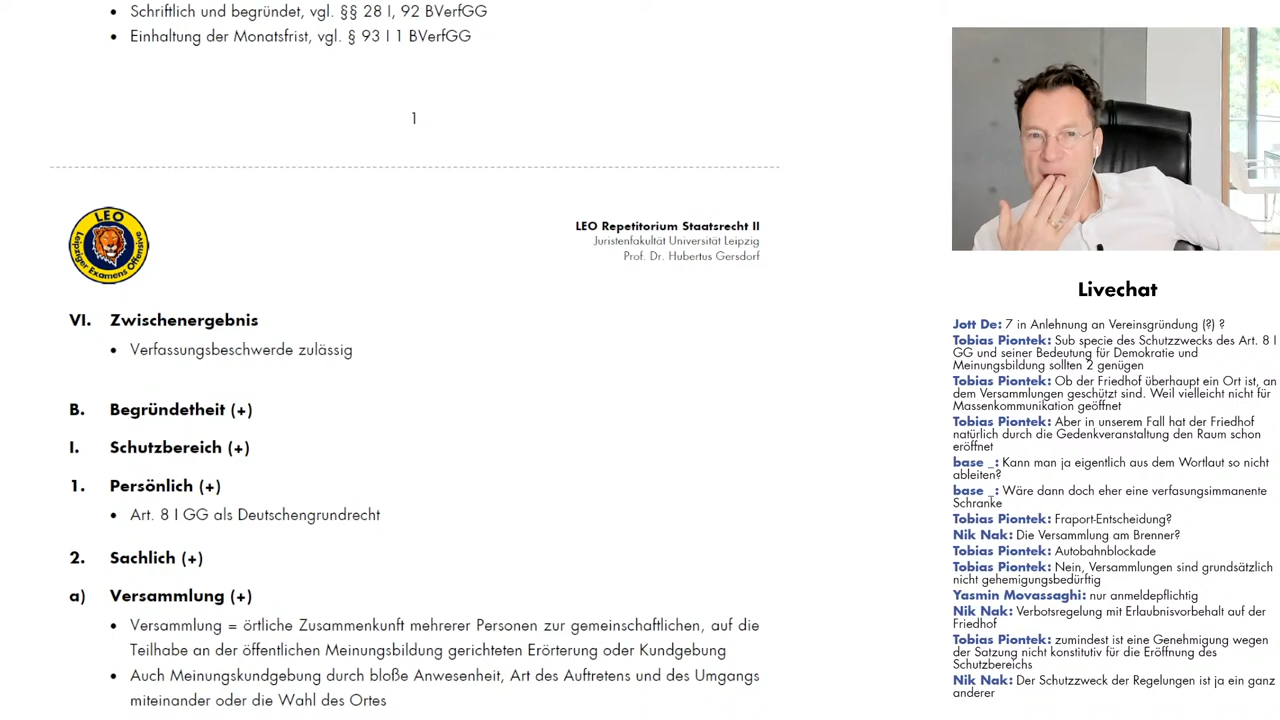 • Schriftlich und begründet, vgl. §§ 28 I, 92 BVerfGG
• Einhaltung der Monatsfrist, vgl. § 93 I 1 BVerfGG
1
LEO
Leipziger Examens Offensive
LEO Repetitorium Staatsrecht II
Juristenfakultät Universität Leipzig
Prof. Dr. Hubertus Gersdorf
VI. Zwischenergebnis
• Verfassungsbeschwerde zulässig
B. Begründetheit (+)
I. Schutzbereich (+)
1. Persönlich (+)
• Art. 8 I GG als Deutschengrundrecht
2. Sachlich (+)
a) Versammlung (+)
• Versammlung = örtliche Zusammenkunft mehrerer Personen zur gemeinschaftlichen, auf die
Teilhabe an der öffentlichen Meinungsbildung gerichteten Erörterung oder Kundgebung
• Auch Meinungskundgebung durch bloße Anwesenheit, Art des Auftretens und des Umgangs
miteinander oder die Wahl des Ortes
Livechat
Jott De: 7 in Anlehnung an Vereinsgründung (?) ?
Tobias Piontek: Sub specie des Schutzzwecks des Art. 8 I
GG und seiner Bedeutung für Demokratie und
Meinungsbildung sollten 2 genügen
Tobias Piontek: Ob der Friedhof überhaupt ein Ort ist, an
dem Versammlungen geschützt sind. Weil vielleicht nicht für
Massenkommunikation geöffnet
Tobias Piontek: Aber in unserem Fall hat der Friedhof
natürlich durch die Gedenkveranstaltung den Raum schon
eröffnet
base _: Kann man ja eigentlich aus dem Wortlaut so nicht
ableiten?
base _: Wäre dann doch eher eine verfasungsimmanente
Schranke
Tobias Piontek: Fraport-Entscheidung?
Nik Nak: Die Versammlung am Brenner?
Tobias Piontek: Autobahnblockade
Tobias Piontek: Nein, Versammlungen sind grundsätzlich
nicht gehemigungsbedürftig
Yasmin Movassaghi: nur anmeldepflichtig
Nik Nak: Verbotsregelung mit Erlaubnisvorbehalt auf der
Friedhof
Tobias Piontek: zumindest ist eine Genehmigung wegen
der Satzung nicht konstitutiv für die Eröffnung des
Schutzbereichs
Nik Nak: Der Schutzzweck der Regelungen ist ja ein ganz
anderer